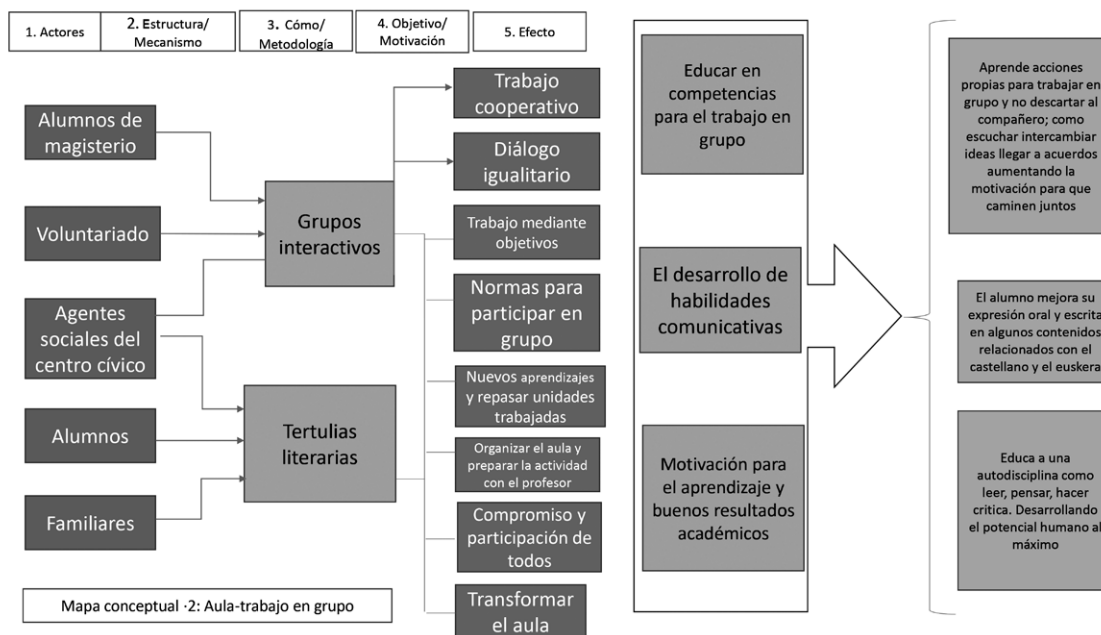 1. Actores
2. Estructura/
Mecanismo
3. Cómo/
Metodología
4. Objetivo/
Motivación
5. Efecto
Alumnos de
magisterio
Voluntariado
Agentes
sociales del
centro cívico
Alumnos
Familiares
Grupos
interactivos
Tertulias
literarias
Trabajo
cooperativo
Diálogo
igualitario
Trabajo mediante
objetivos
Normas para
participar en
grupo
Nuevos aprendizajes
y repasar unidades
trabajadas
Organizar el aula y
preparar la actividad
con el profesor
Compromiso y
participación de
todos
Transformar
el aula
Educar en
competencias
para el trabajo en
grupo
El desarrollo de
habilidades
comunicativas
Motivación para
el aprendizaje y
buenos resultados
académicos
Aprende acciones
propias para trabajar en
grupo y no descartar al
compañero; como
escuchar intercambiar
ideas llegar a acuerdos
aumentando la
motivación para que
caminen juntos
El alumno mejora su
expresión oral y escrita
en algunos contenidos
relacionados con el
castellano y el euskera
Educa a una
autodisciplina como
leer, pensar, hacer
critica. Desarrollando
el potencial humano al
máximo
Mapa conceptual ·2: Aula-trabajo en grupo